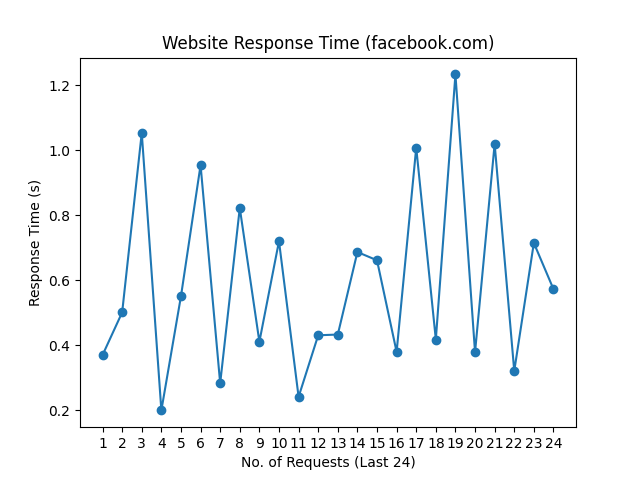 Website Response Time (facebook.com)
Response Time (s)
1.2
1.0
0.8
0.6
0.4
0.2
1 2 3 4 5 6 7 8 9 10 11 12 13 14 15 16 17 18 19 20 21 22 23 24
No. of Requests (Last 24)